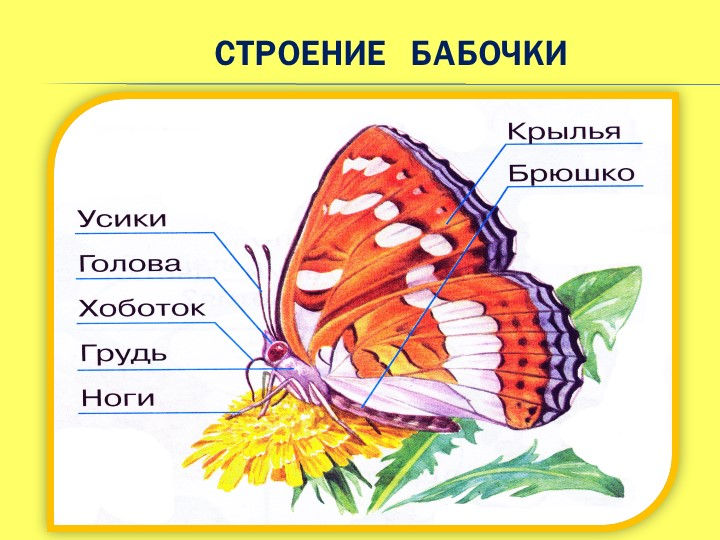 СТРОЕНИЕ БАБОЧКИ
Крылья
Брюшко
Усики
Голова
Хоботок
Грудь
Ноги